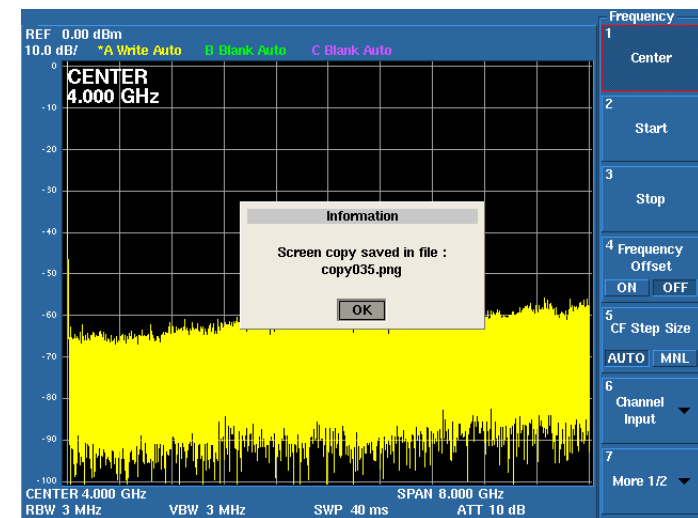 REF 0.00 dBm
10.0 dB/ *A Write Auto B Blank Auto C Blank Auto
CENTER
4.000 GHz
0
-10
-20
-30
-40
-50
-60
-70
-80
-90
-100
Information
Screen copy saved in file :
copy035.png
OK
CENTER 4.000 GHz SPAN 8.000 GHz
RBW 3 MHz VBW 3 MHz SWP 40 ms ATT 10 dB
Frequency
1
Center
2
Start
3
Stop
4 Frequency
Offset
ON OFF
5
CF Step Size
AUTO MNL
6
Channel
Input
7
More 1/2